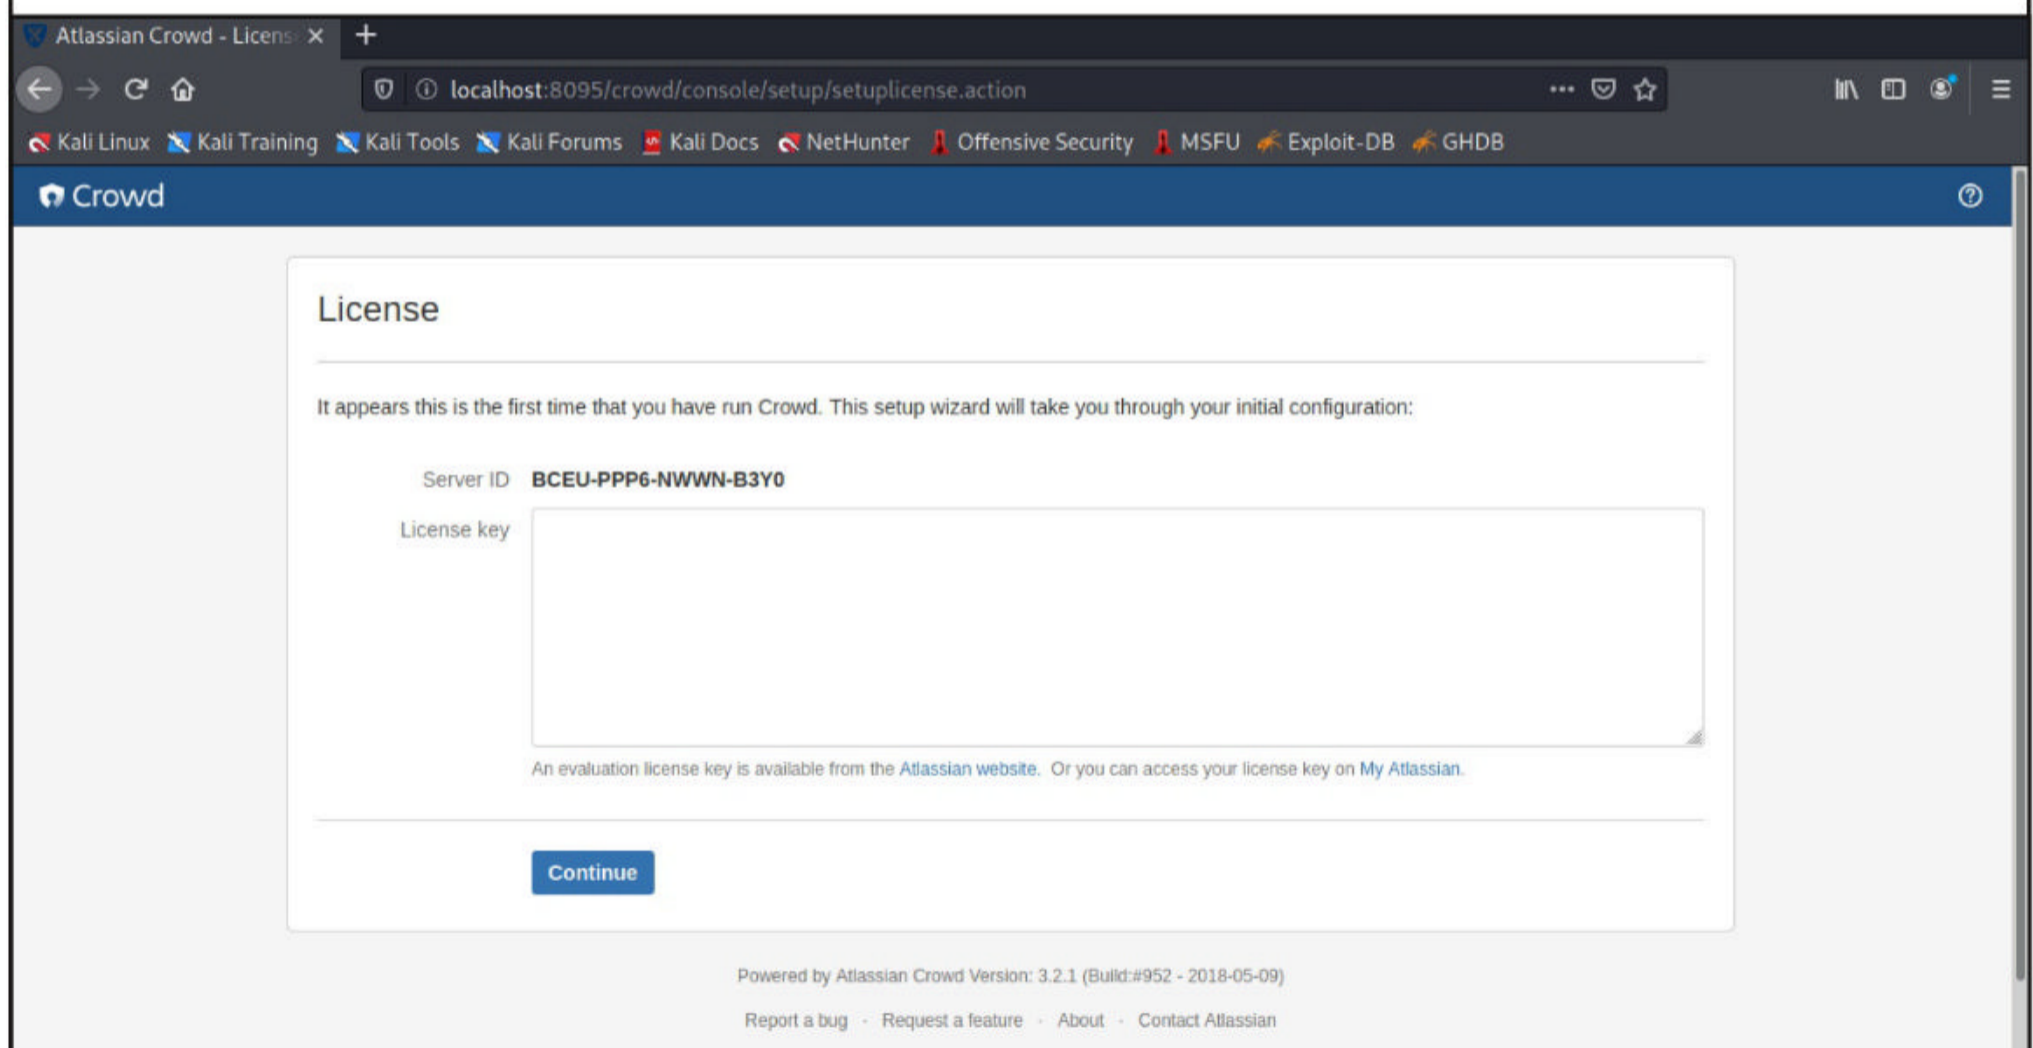 Atlassian Crowd - Licens
localhost:8095/crowd/console/setup/setuplicense.action
Kali Linux Kali Training Kali Tools Kali Forums Kali Docs NetHunter Offensive Security MSFU Exploit-DB GHDB
Crowd
License
It appears this is the first time that you have run Crowd. This setup wizard will take you through your initial configuration:
Server ID BCEU-PPP6-NWWN-B3Y0
License key
An evaluation license key is available from the Atlassian website. Or you can access your license key on My Atlassian.
Continue
Powered by Atlassian Crowd Version: 3.2.1 (Build:#952 - 2018-05-09)
Report a bug · Request a feature · About · Contact Atlassian